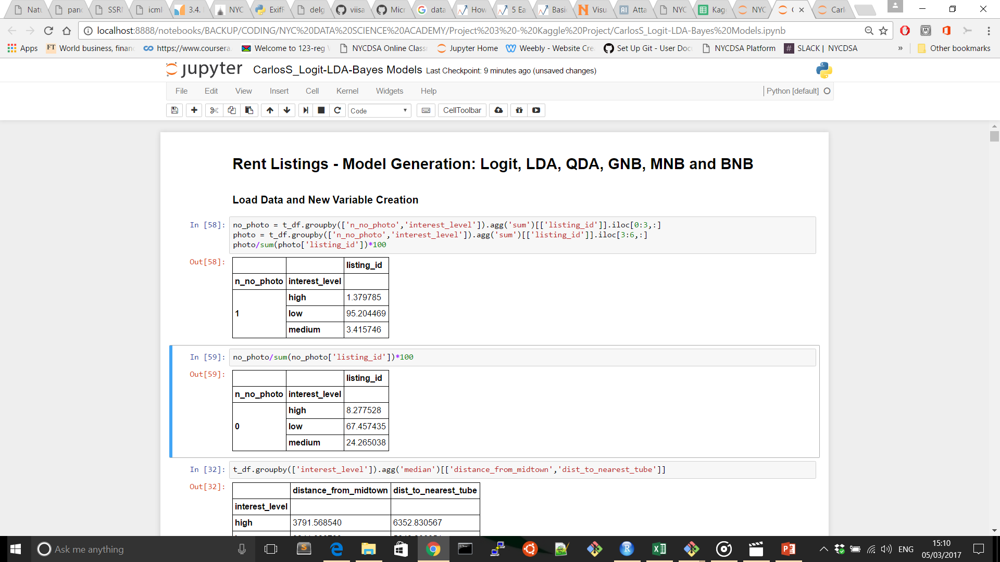 Natu
pand
SSRN
icml
3.4.
NYC
ExifR
delg
viisa
Micr
data
How
5 Ea
Basi
Visu
Atta
NYC
Kag
NYC
Carl
localhost:8888/notebooks/BACKUP/CODING/NYC%20DATA%20SCIENCE%20ACADEMY/Project%203%20-%20Kaggle%20Project/CarlosS_Logit-LDA-Bayes%20Models.ipynb
Apps FT World business, finan https://www.coursera. Welcome to 123-reg NYCDSA Online Class Jupyter Home Weebly - Website Cre Set Up Git - User Doc NYCDSA Platform # SLACK | NYCDSA » Other bookmarks
jupyter CarlosS_Logit-LDA-Bayes Models Last Checkpoint: 9 minutes ago (unsaved changes)
File Edit View Insert Cell Kernel Widgets Help Python [default]
Code CellToolbar
Rent Listings - Model Generation: Logit, LDA, QDA, GNB, MNB and BNB
Load Data and New Variable Creation
In [58]: no_photo = t_df.groupby(['n_no_photo','interest_level']).agg('sum')[['listing_id']].iloc[0:3,:]
photo = t_df.groupby(['n_no_photo','interest_level']).agg('sum')[['listing_id']].iloc[3:6,:]
photo/sum(photo['listing_id'])*100
Out[58]:
listing_id
n_no_photo interest_level
high 1.379785
1 low 95.204469
medium 3.415746
In [59]: no_photo/sum(no_photo['listing_id'])*100
Out[59]:
listing_id
n_no_photo interest_level
high 8.277528
0 low 67.457435
medium 24.265038
In [32]: t_df.groupby(['interest_level']).agg('median')[['distance_from_midtown','dist_to_nearest_tube']]
Out[32]:
distance_from_midtown dist_to_nearest_tube
interest_level
high 3791.568540 6352.830567
Ask me anything
ENG
15:10
05/03/2017